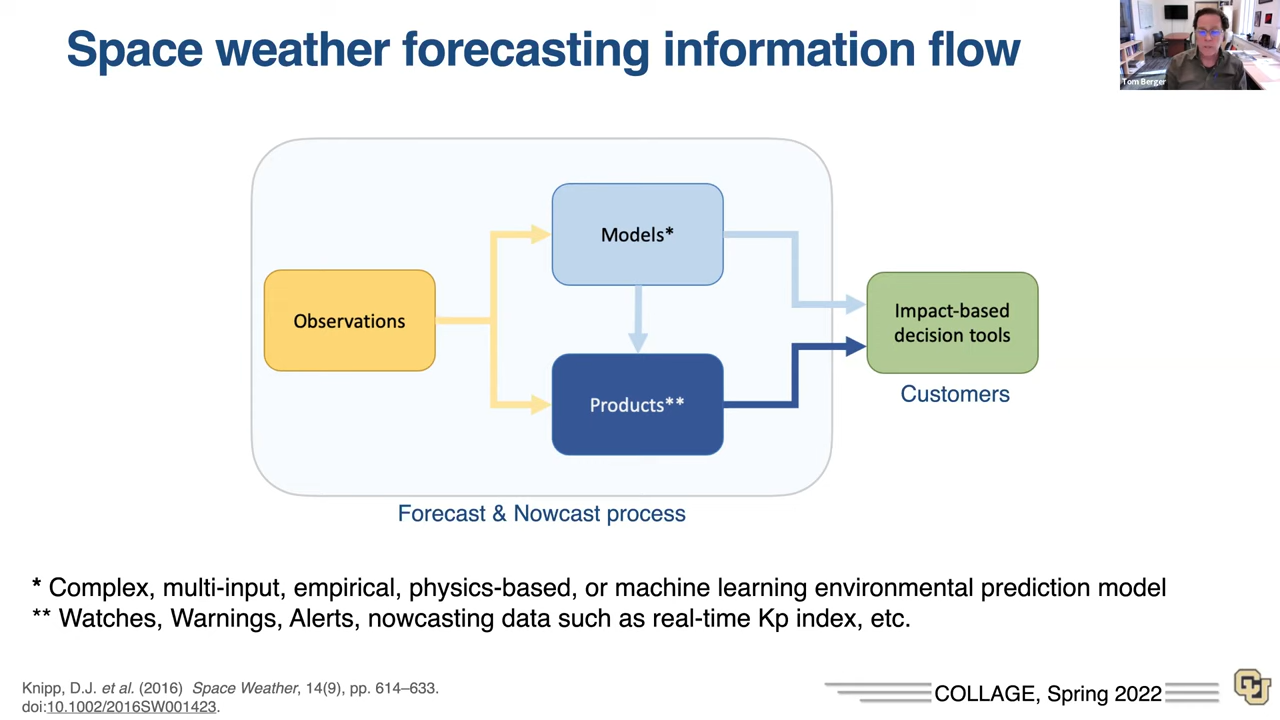 Space weather forecasting information flow
Tom Berger
Models*
Observations
Impact-based
decision tools
Products**
Customers
Forecast & Nowcast process
* Complex, multi-input, empirical, physics-based, or machine learning environmental prediction model
** Watches, Warnings, Alerts, nowcasting data such as real-time Kp index, etc.
Knipp, D.J. et al. (2016) Space Weather, 14(9), pp. 614–633.
doi:10.1002/2016SW001423.
COLLAGE, Spring 2022
CU